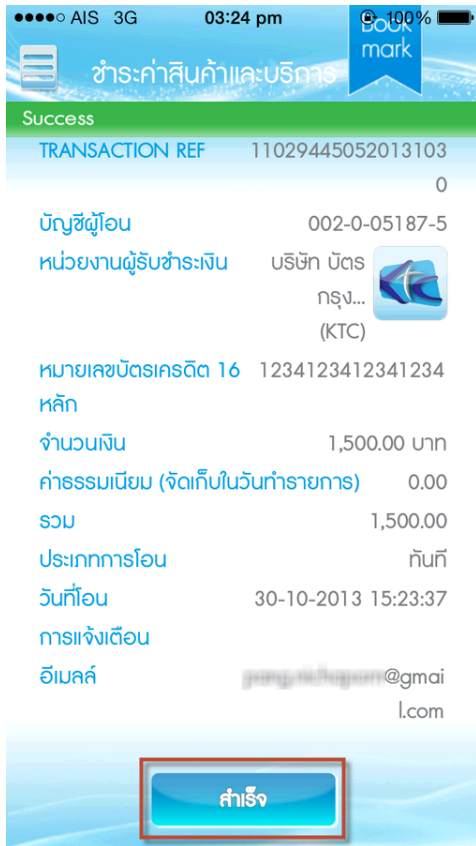 AIS 3G 03:24 pm 100%
Book
mark
ชำระค่าสินค้าและบริการ
Success
TRANSACTION REF 11029445052013103
0
บัญชีผู้โอน 002-0-05187-5
หน่วยงานผู้รับชำระเงิน บริษัท บัตร
กรุง...
(KTC)
หมายเลขบัตรเครดิต 16 1234123412341234
หลัก
จำนวนเงิน 1,500.00 บาท
ค่าธรรมเนียม (จัดเก็บในวันทำรายการ) 0.00
รวม 1,500.00
ประเภทการโอน ทันที
วันที่โอน 30-10-2013 15:23:37
การแจ้งเตือน
อีเมลล์ @gmai
l.com
สำเร็จ